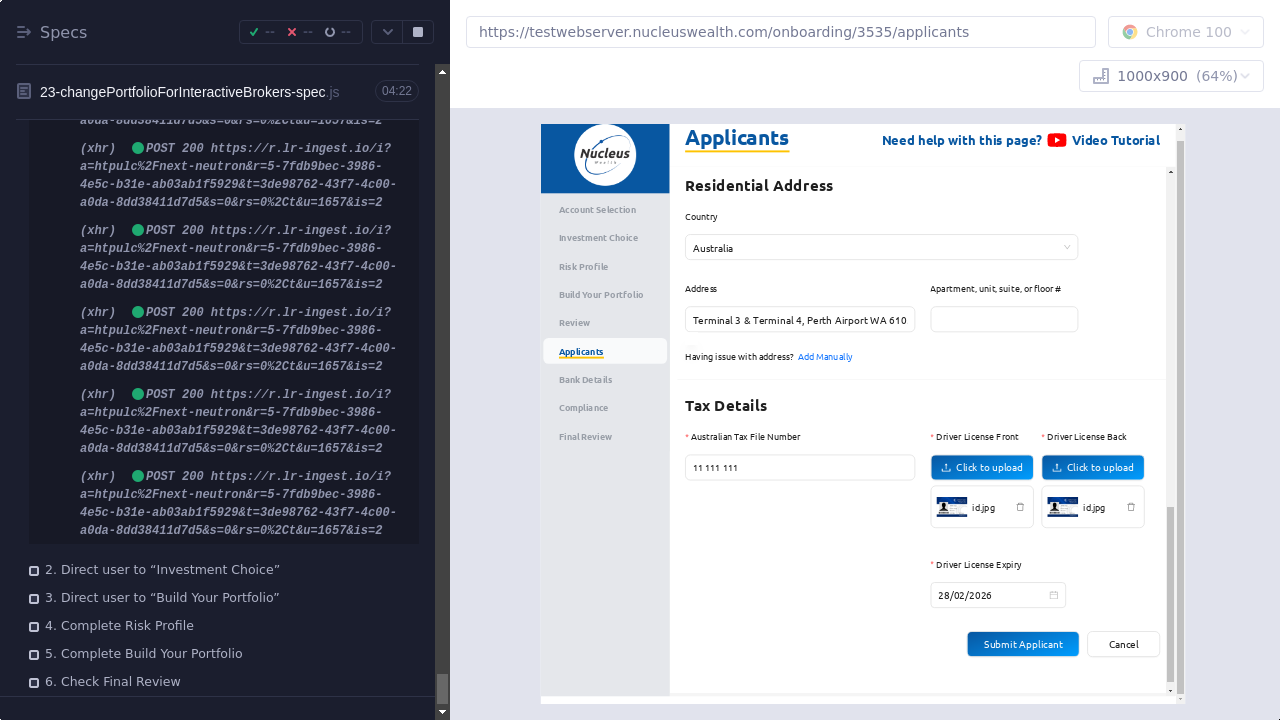 Specs
--
--
--
https://testwebserver.nucleuswealth.com/onboarding/3535/applicants
Chrome 100
1000x900 (64%)
23-changePortfolioForInteractiveBrokers-spec.js
04:22
a0da-8dd38411d7d5&s=0&rs=0%2Ct&u=1657&is=2
(xhr) POST 200 https://r.lr-ingest.io/i?
a=htpulc%2Fnext-neutron&r=5-7fdb9bec-3986-
4e5c-b31e-ab03ab1f5929&t=3de98762-43f7-4c00-
a0da-8dd38411d7d5&s=0&rs=0%2Ct&u=1657&is=2
(xhr) POST 200 https://r.lr-ingest.io/i?
a=htpulc%2Fnext-neutron&r=5-7fdb9bec-3986-
4e5c-b31e-ab03ab1f5929&t=3de98762-43f7-4c00-
a0da-8dd38411d7d5&s=0&rs=0%2Ct&u=1657&is=2
(xhr) POST 200 https://r.lr-ingest.io/i?
a=htpulc%2Fnext-neutron&r=5-7fdb9bec-3986-
4e5c-b31e-ab03ab1f5929&t=3de98762-43f7-4c00-
a0da-8dd38411d7d5&s=0&rs=0%2Ct&u=1657&is=2
(xhr) POST 200 https://r.lr-ingest.io/i?
a=htpulc%2Fnext-neutron&r=5-7fdb9bec-3986-
4e5c-b31e-ab03ab1f5929&t=3de98762-43f7-4c00-
a0da-8dd38411d7d5&s=0&rs=0%2Ct&u=1657&is=2
(xhr) POST 200 https://r.lr-ingest.io/i?
a=htpulc%2Fnext-neutron&r=5-7fdb9bec-3986-
4e5c-b31e-ab03ab1f5929&t=3de98762-43f7-4c00-
a0da-8dd38411d7d5&s=0&rs=0%2Ct&u=1657&is=2
2. Direct user to “Investment Choice”
3. Direct user to “Build Your Portfolio”
4. Complete Risk Profile
5. Complete Build Your Portfolio
6. Check Final Review
Nucleus
Wealth
Account Selection
Investment Choice
Risk Profile
Build Your Portfolio
Review
Applicants
Bank Details
Compliance
Final Review
Applicants
Need help with this page? Video Tutorial
Residential Address
Country
Australia
Address
Apartment, unit, suite, or floor #
Terminal 3 & Terminal 4, Perth Airport WA 610
Having issue with address? Add Manually
Tax Details
* Australian Tax File Number
* Driver License Front
* Driver License Back
11 111 111
Click to upload
Click to upload
id.jpg
id.jpg
* Driver License Expiry
28/02/2026
Submit Applicant
Cancel